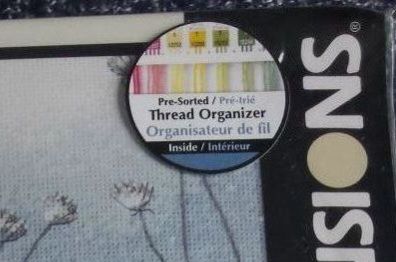 Pre-Sorted / Pré-trié
Thread Organizer
Organisateur de fil
Inside / Intérieur
SIONS®